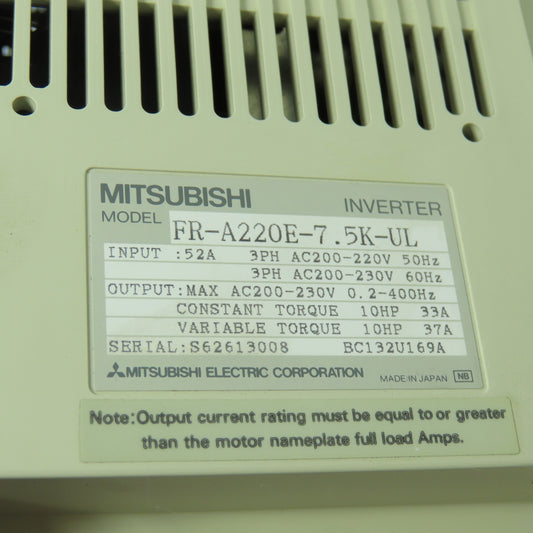 MITSUBISHI INVERTER
MODEL FR-A220E-7.5K-UL
INPUT :52A 3PH AC200-220V 50Hz
3PH AC200-230V 60Hz
OUTPUT:MAX AC200-230V 0.2-400Hz
CONSTANT TORQUE 10HP 33A
VARIABLE TORQUE 10HP 37A
SERIAL:S62613008 BC132U169A
MITSUBISHI ELECTRIC CORPORATION MADE IN JAPAN NB
Note:Output current rating must be equal to or greater
than the motor nameplate full load Amps.